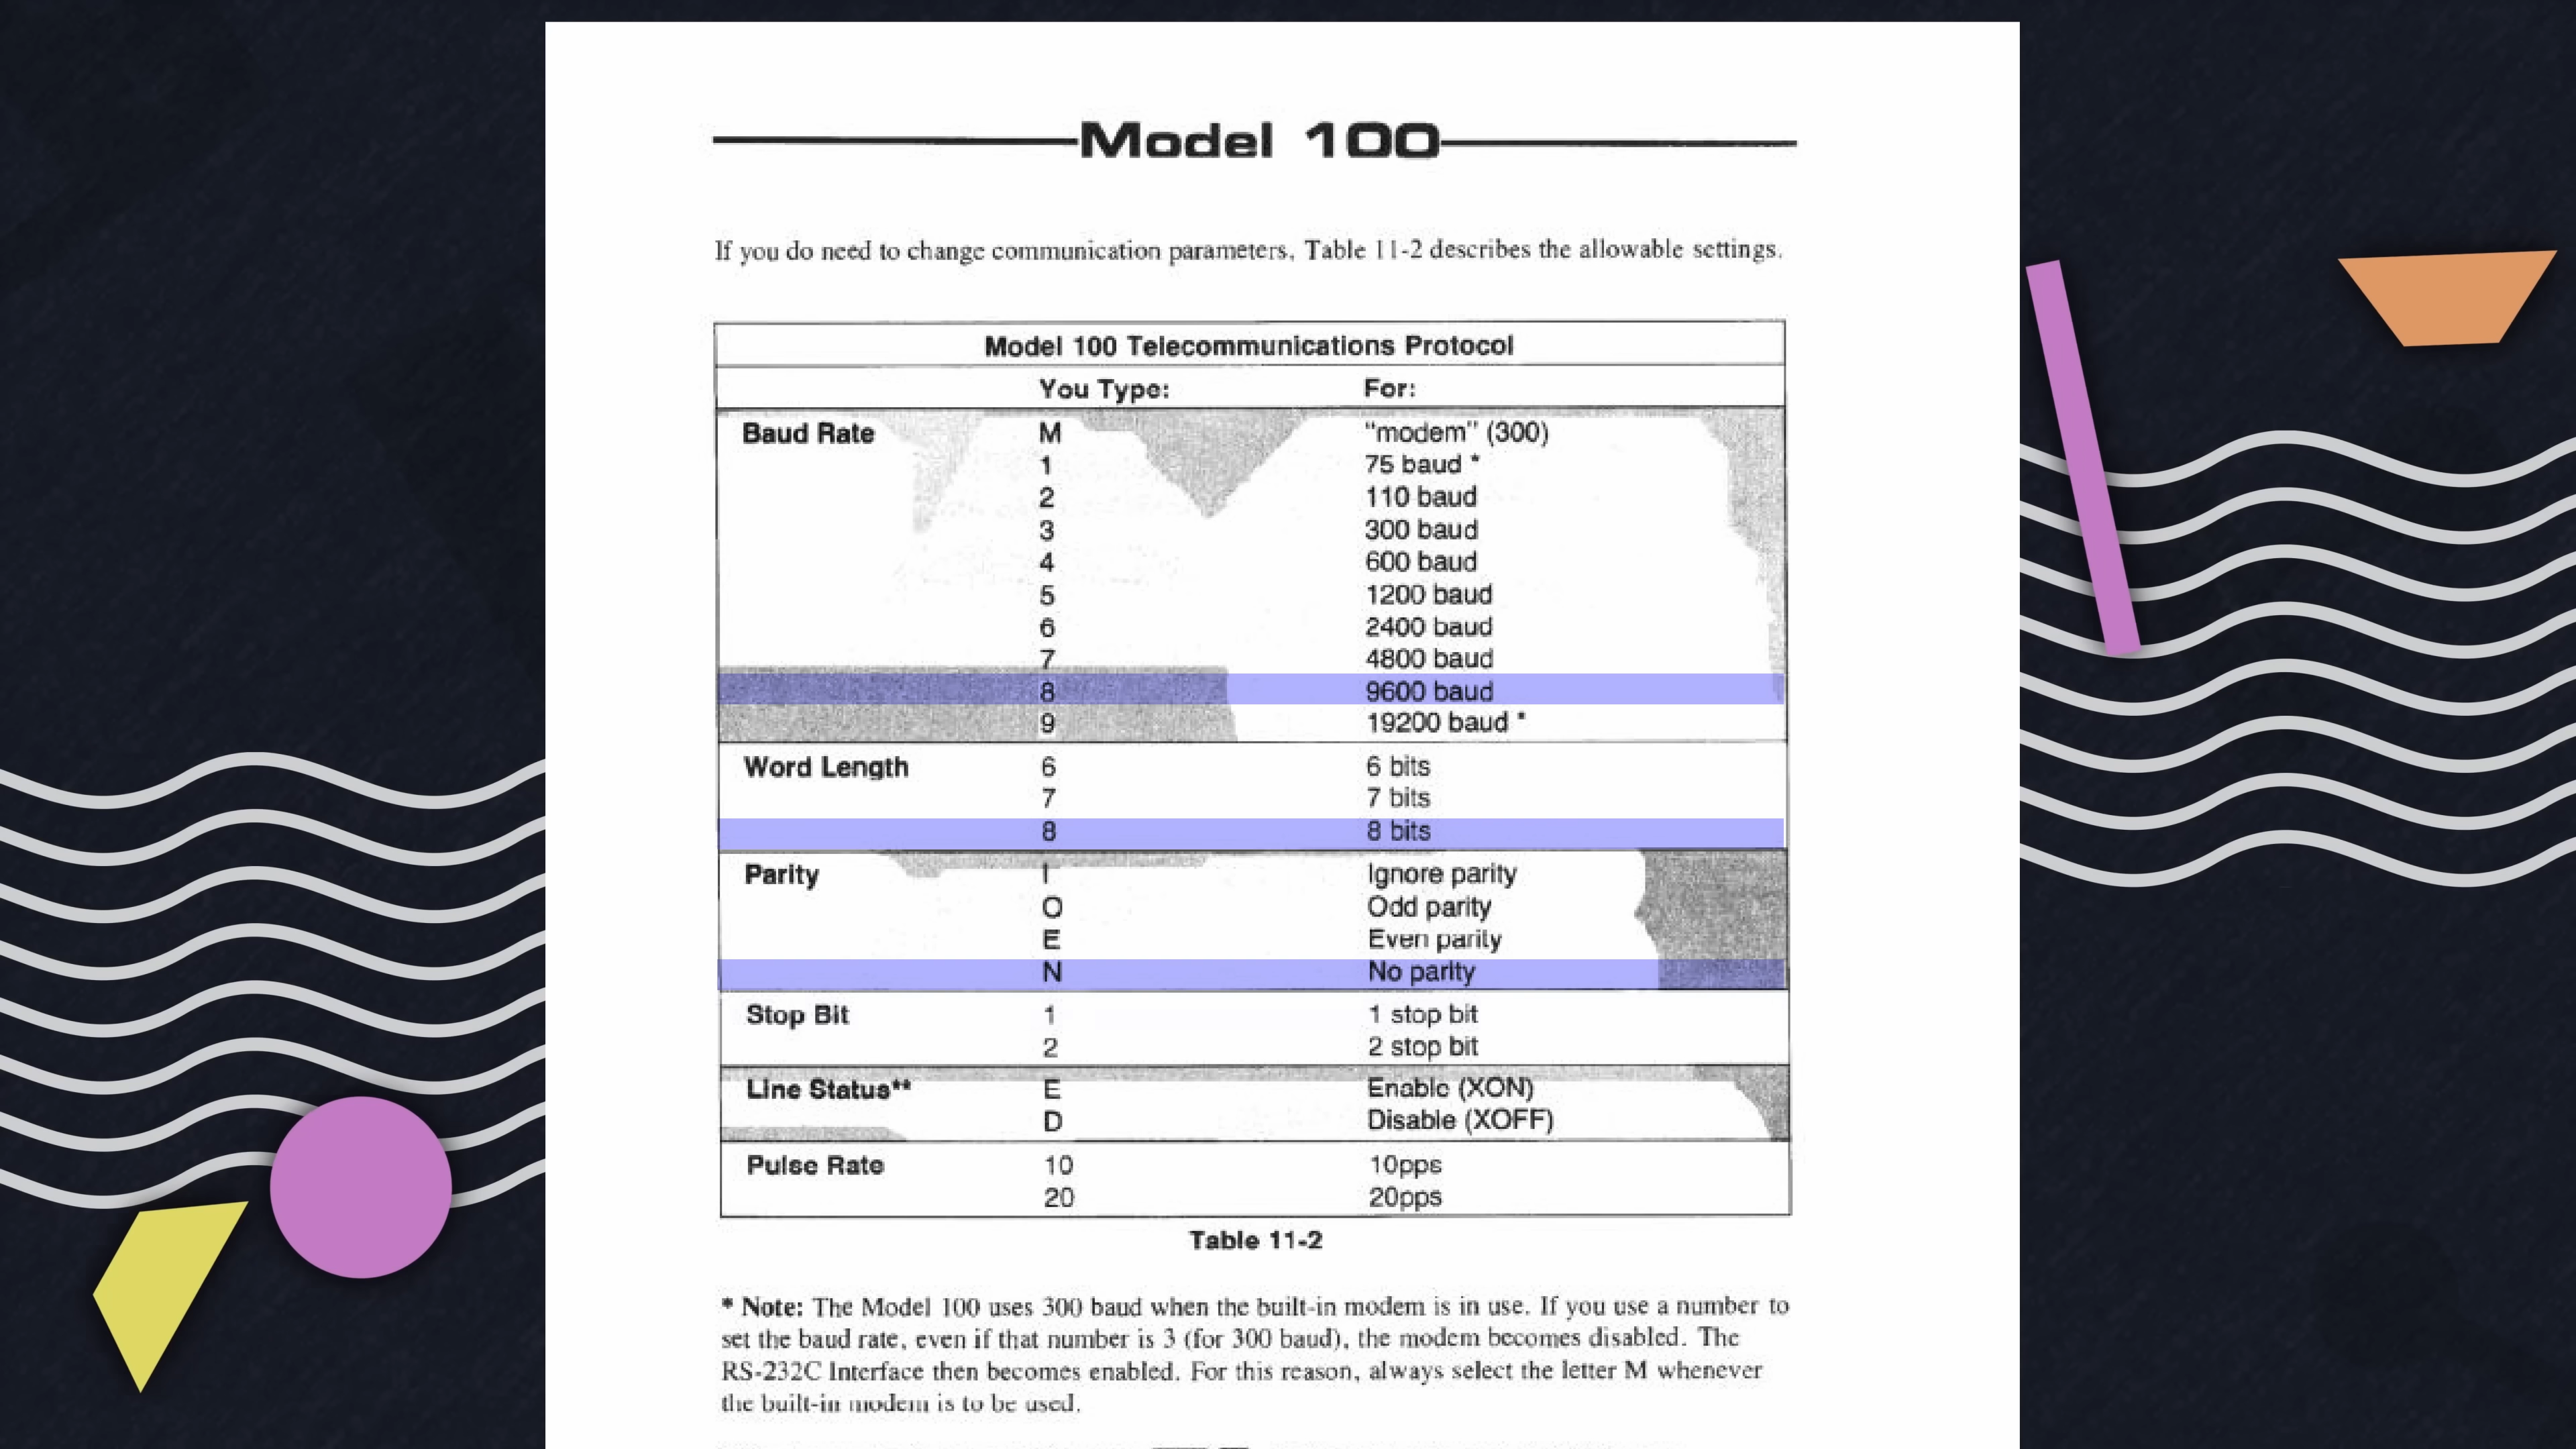 Model 100
If you do need to change communication parameters, Table 11-2 describes the allowable settings.
Model 100 Telecommunications Protocol
You Type: For:
Baud Rate M "modem" (300)
1 75 baud *
2 110 baud
3 300 baud
4 600 baud
5 1200 baud
6 2400 baud
7 4800 baud
8 9600 baud
9 19200 baud *
Word Length 6 6 bits
7 7 bits
8 8 bits
Parity I Ignore parity
O Odd parity
E Even parity
N No parity
Stop Bit 1 1 stop bit
2 2 stop bit
Line Status** E Enable (XON)
D Disable (XOFF)
Pulse Rate 10 10pps
20 20pps
Table 11-2
* Note: The Model 100 uses 300 baud when the built-in modem is in use. If you use a number to
set the baud rate, even if that number is 3 (for 300 baud), the modem becomes disabled. The
RS-232C Interface then becomes enabled. For this reason, always select the letter M whenever
the built-in modem is to be used.